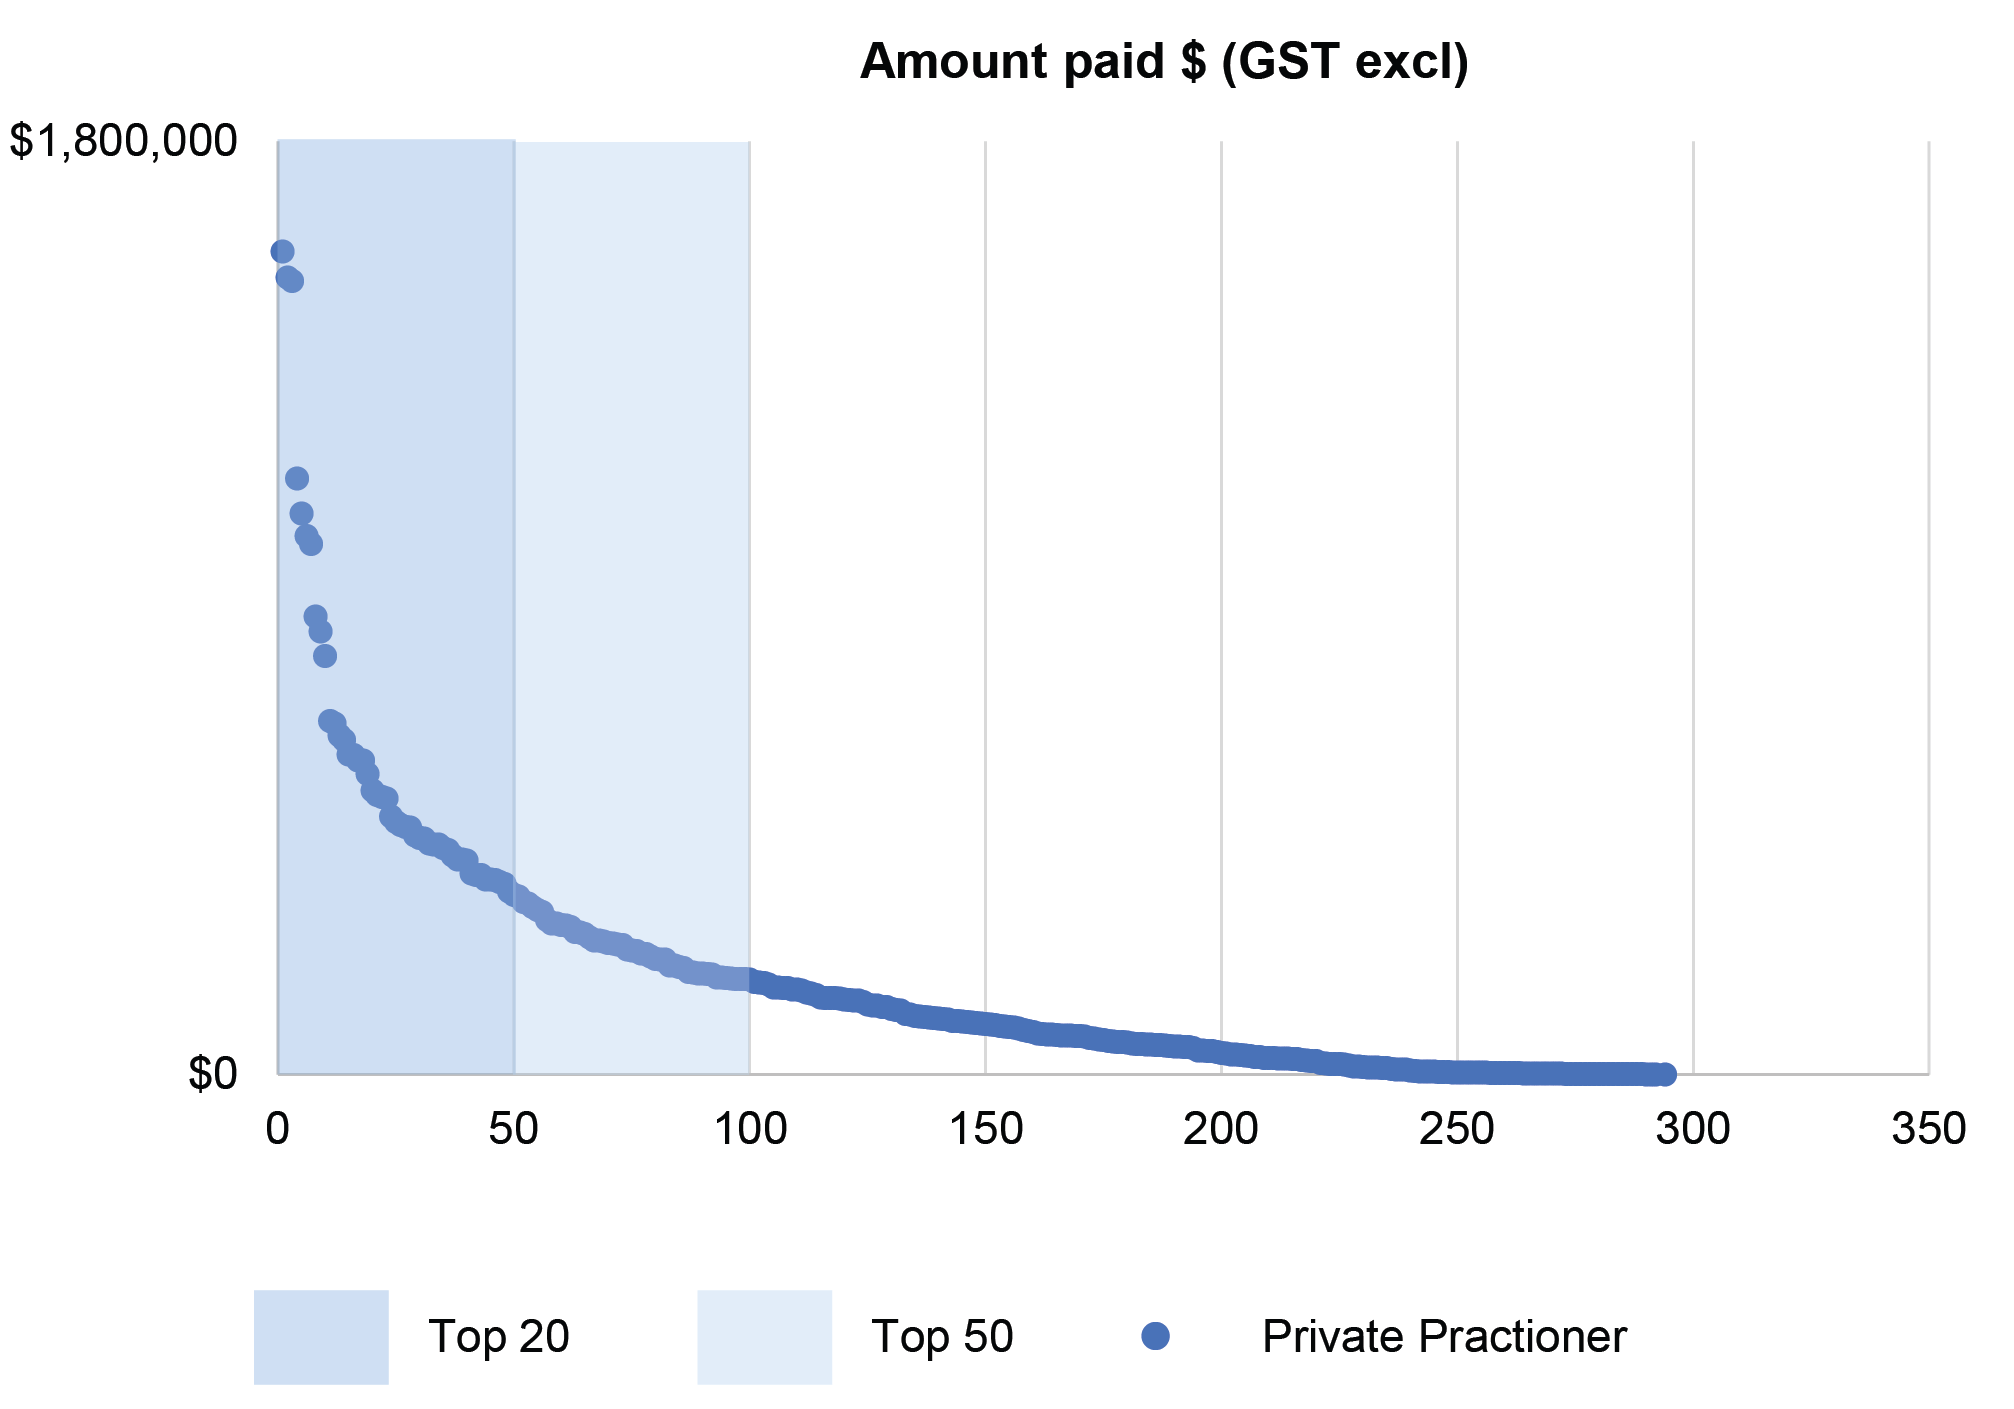 Amount paid $ (GST excl)
$1,800,000
$0
0 50 100 150 200 250 300 350
Top 20 Top 50 Private Practioner